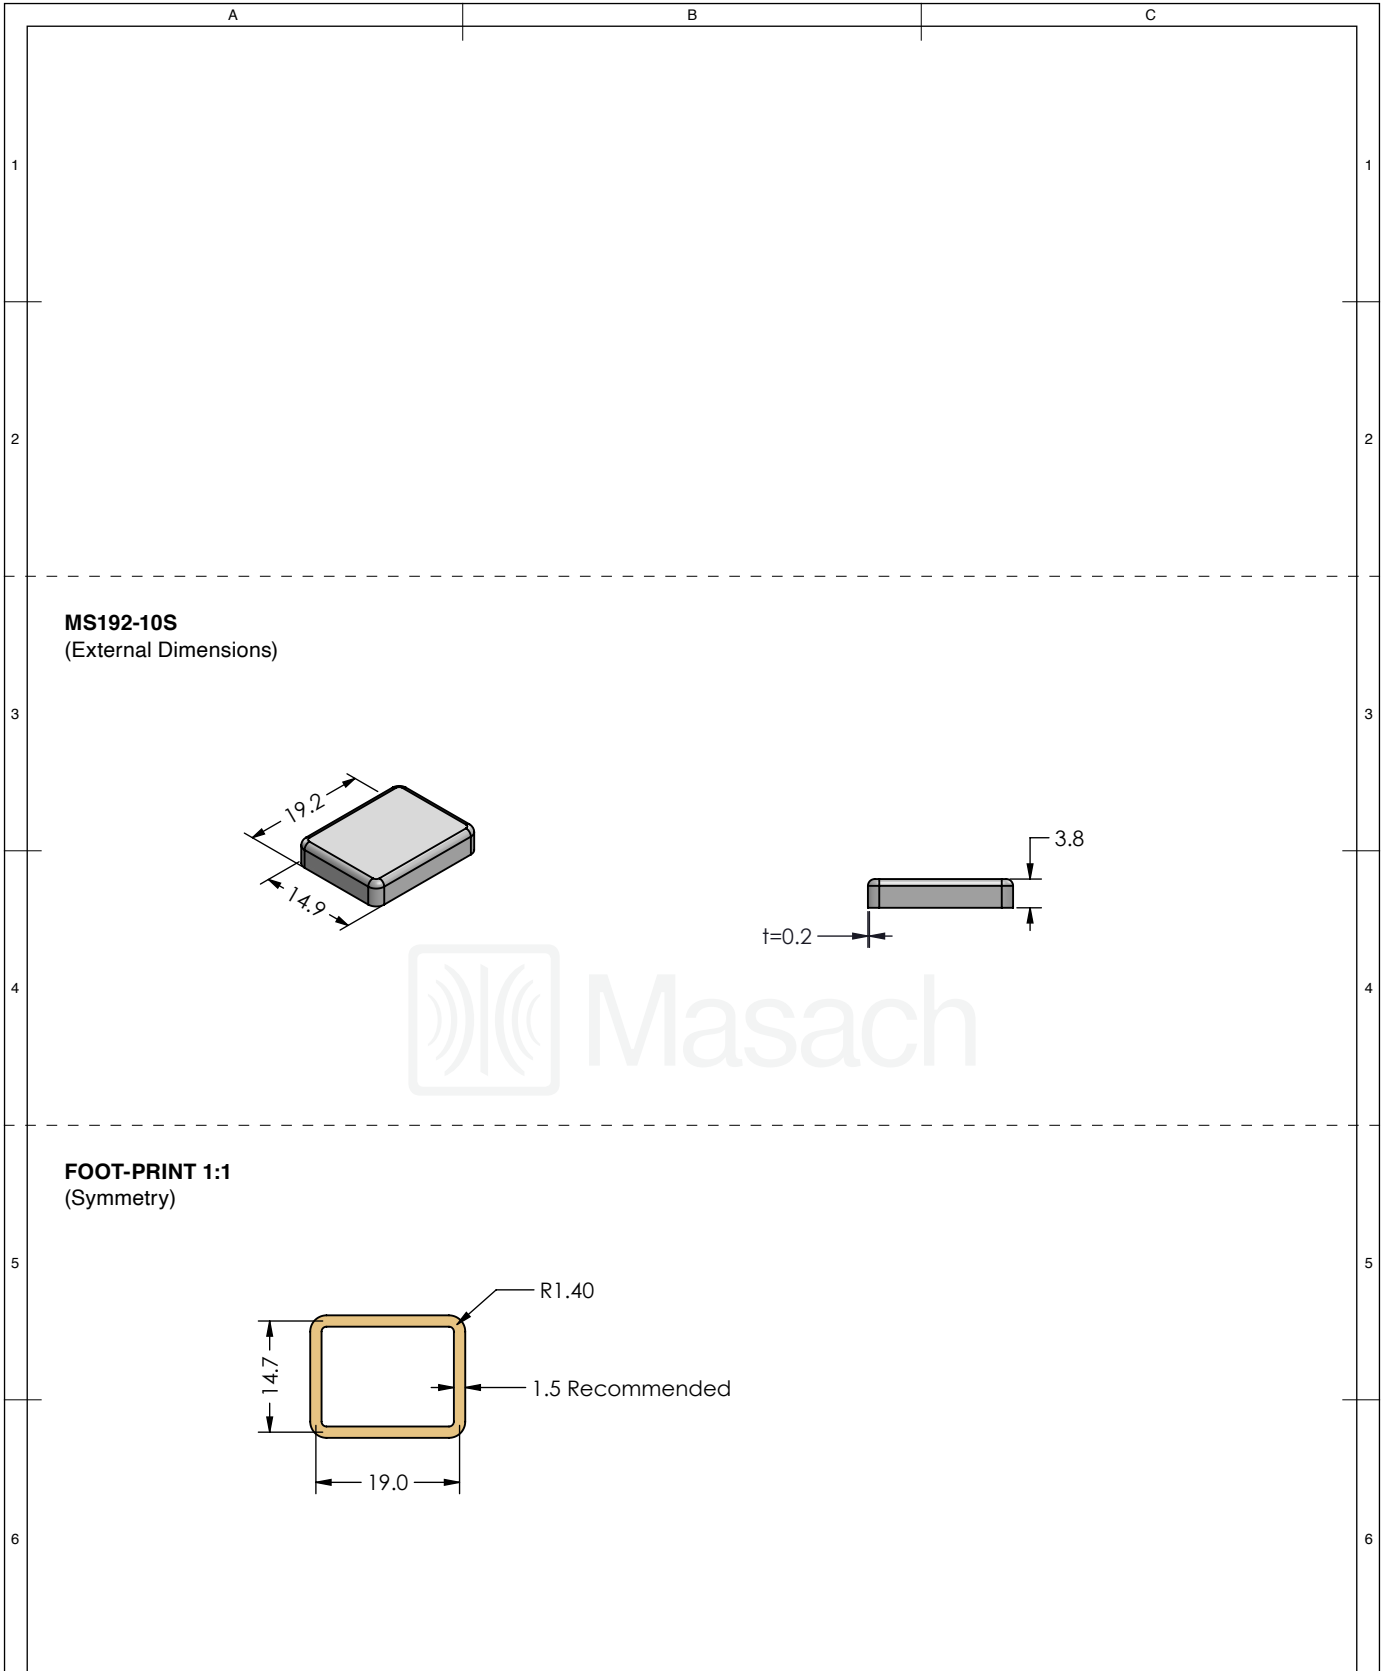 A B C
1 1
2 2
MS192-10S
(External Dimensions)
3 3
19.2
14.9
3.8
t=0.2
4 4
Masach
FOOT-PRINT 1:1
(Symmetry)
5 5
R1.40
14.7
1.5 Recommended
19.0
6 6